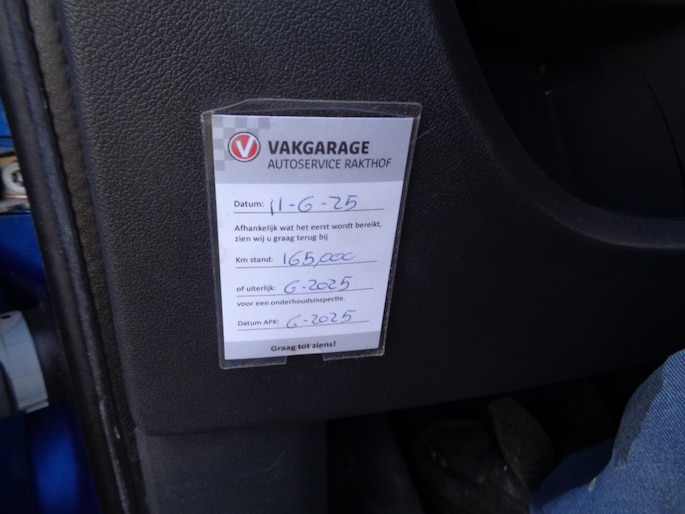 VAKGARAGE
AUTOSERVICE RAKTHOF
Datum: 11-6-25
Afhankelijk wat het eerst wordt bereikt,
zien wij u graag terug bij
Km stand: 165,000
of uiterlijk: 6-2025
voor een onderhoudsinspectie.
Datum APK: 6-2025
Graag tot ziens!